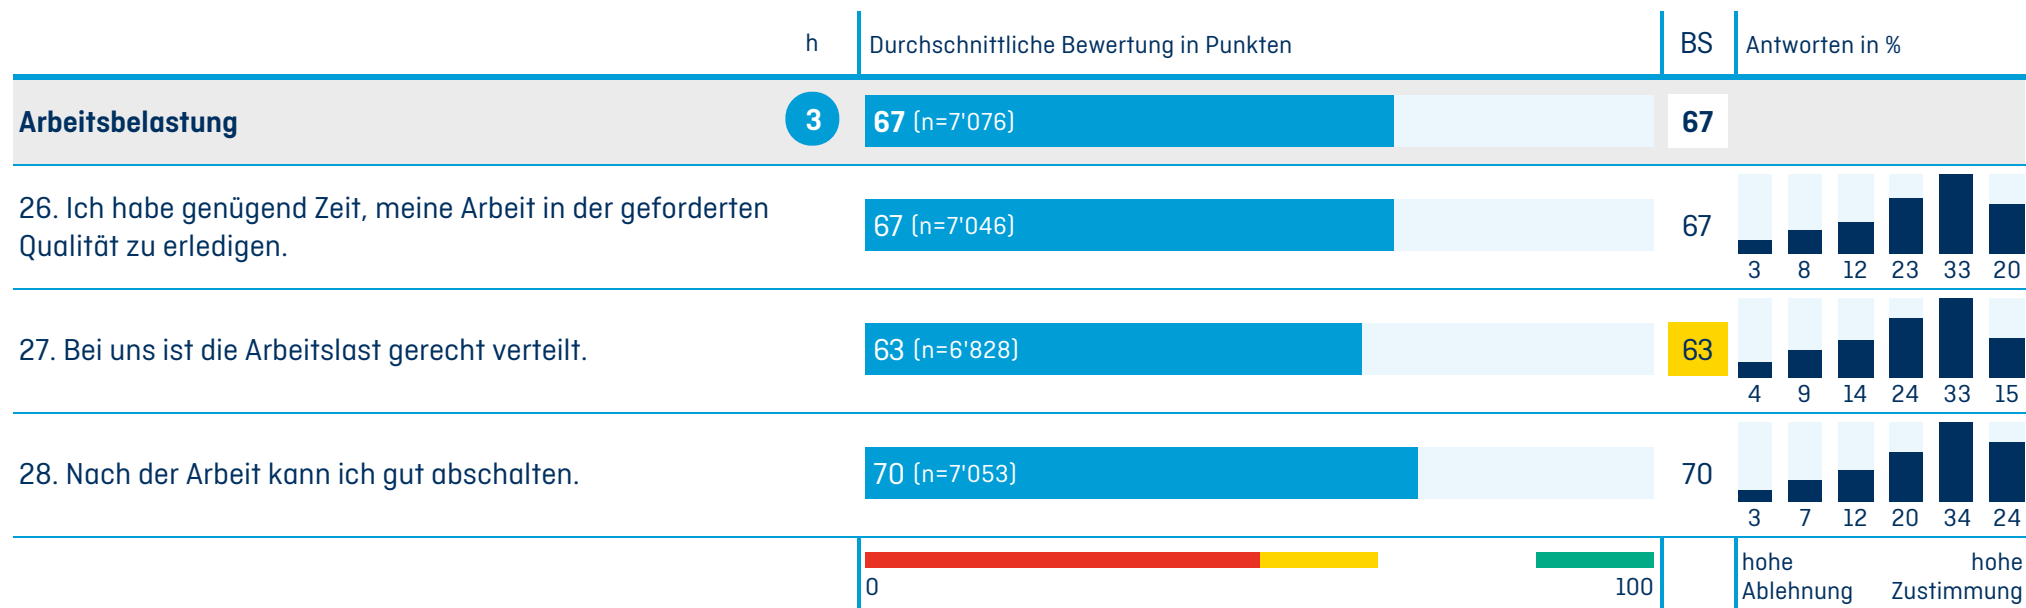 h Durchschnittliche Bewertung in Punkten BS Antworten in %
Arbeitsbelastung 3 67 (n=7'076) 67
26. Ich habe genügend Zeit, meine Arbeit in der geforderten
Qualität zu erledigen.
67 (n=7'046) 67
3 8 12 23 33 20
27. Bei uns ist die Arbeitslast gerecht verteilt. 63 (n=6'828) 63
4 9 14 24 33 15
28. Nach der Arbeit kann ich gut abschalten. 70 (n=7'053) 70
3 7 12 20 34 24
0 100
hohe hohe
Ablehnung Zustimmung